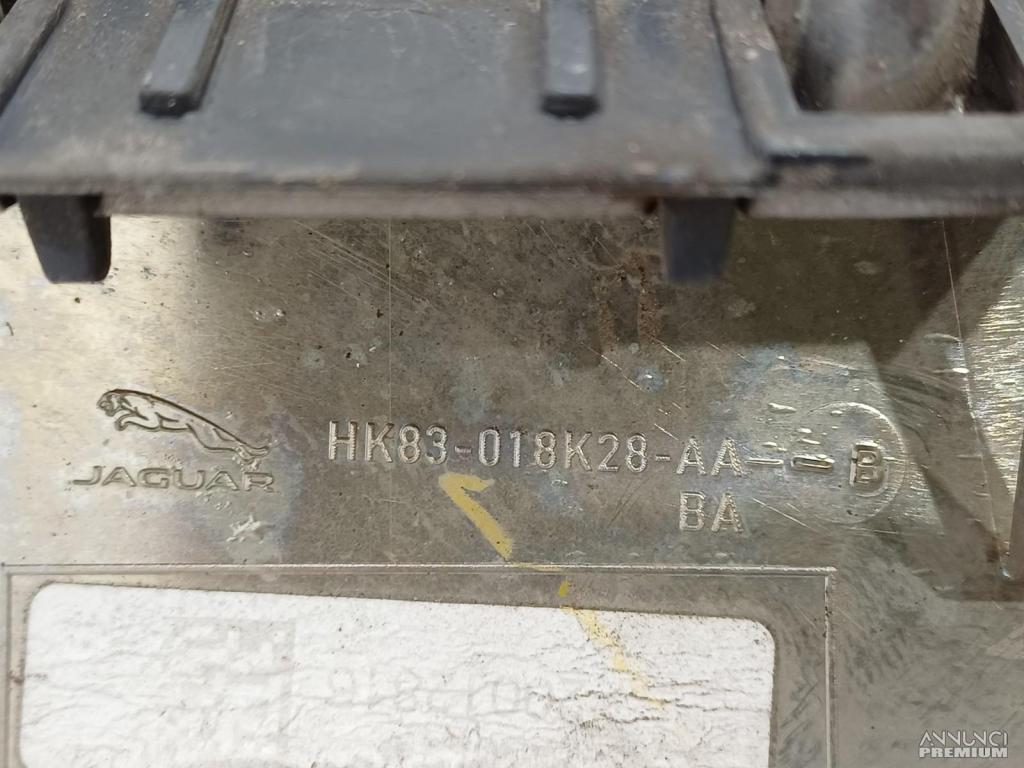 JAGUAR
HK83-018K28-AA-- B
BA
ANNUNCI
PREMIUM